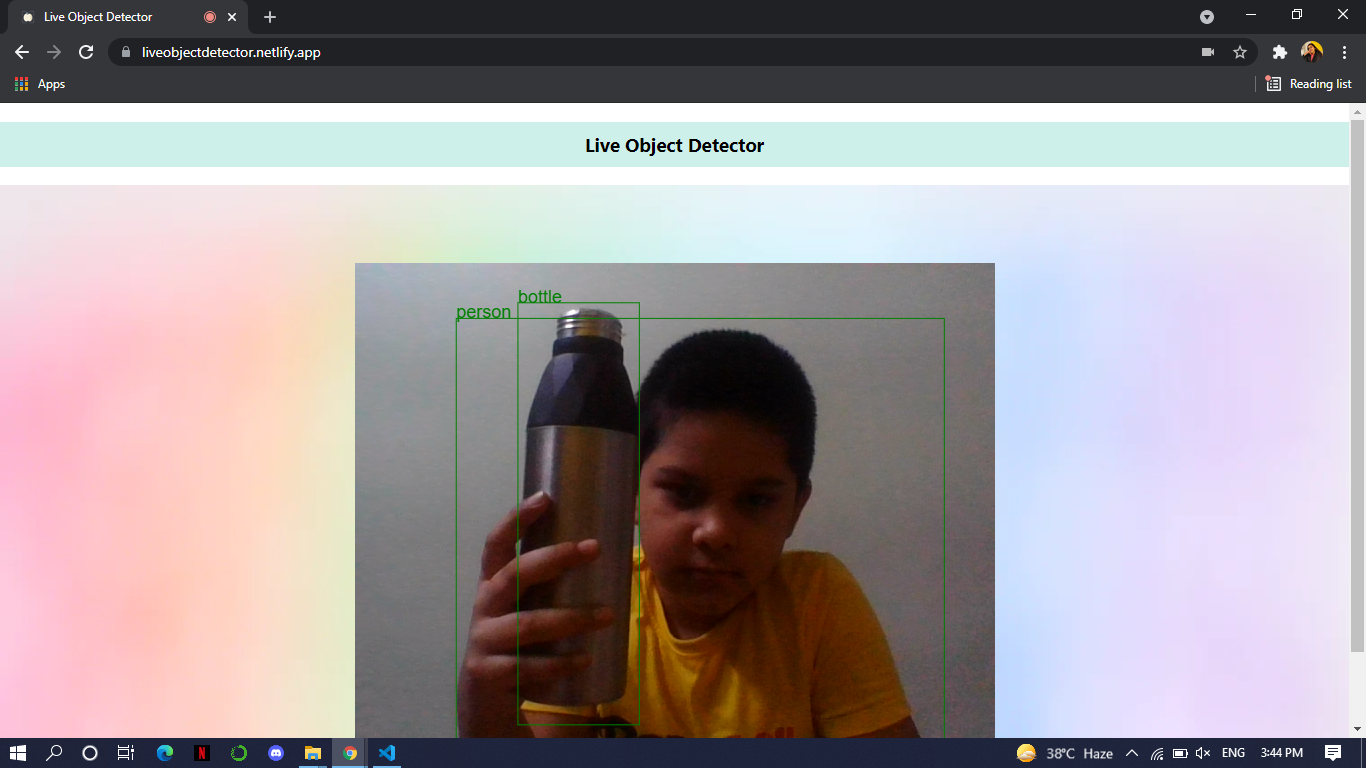 Live Object Detector
liveobjectdetector.netlify.app
Apps
Reading list
Live Object Detector
bottle
person
38°C Haze
ENG
3:44 PM